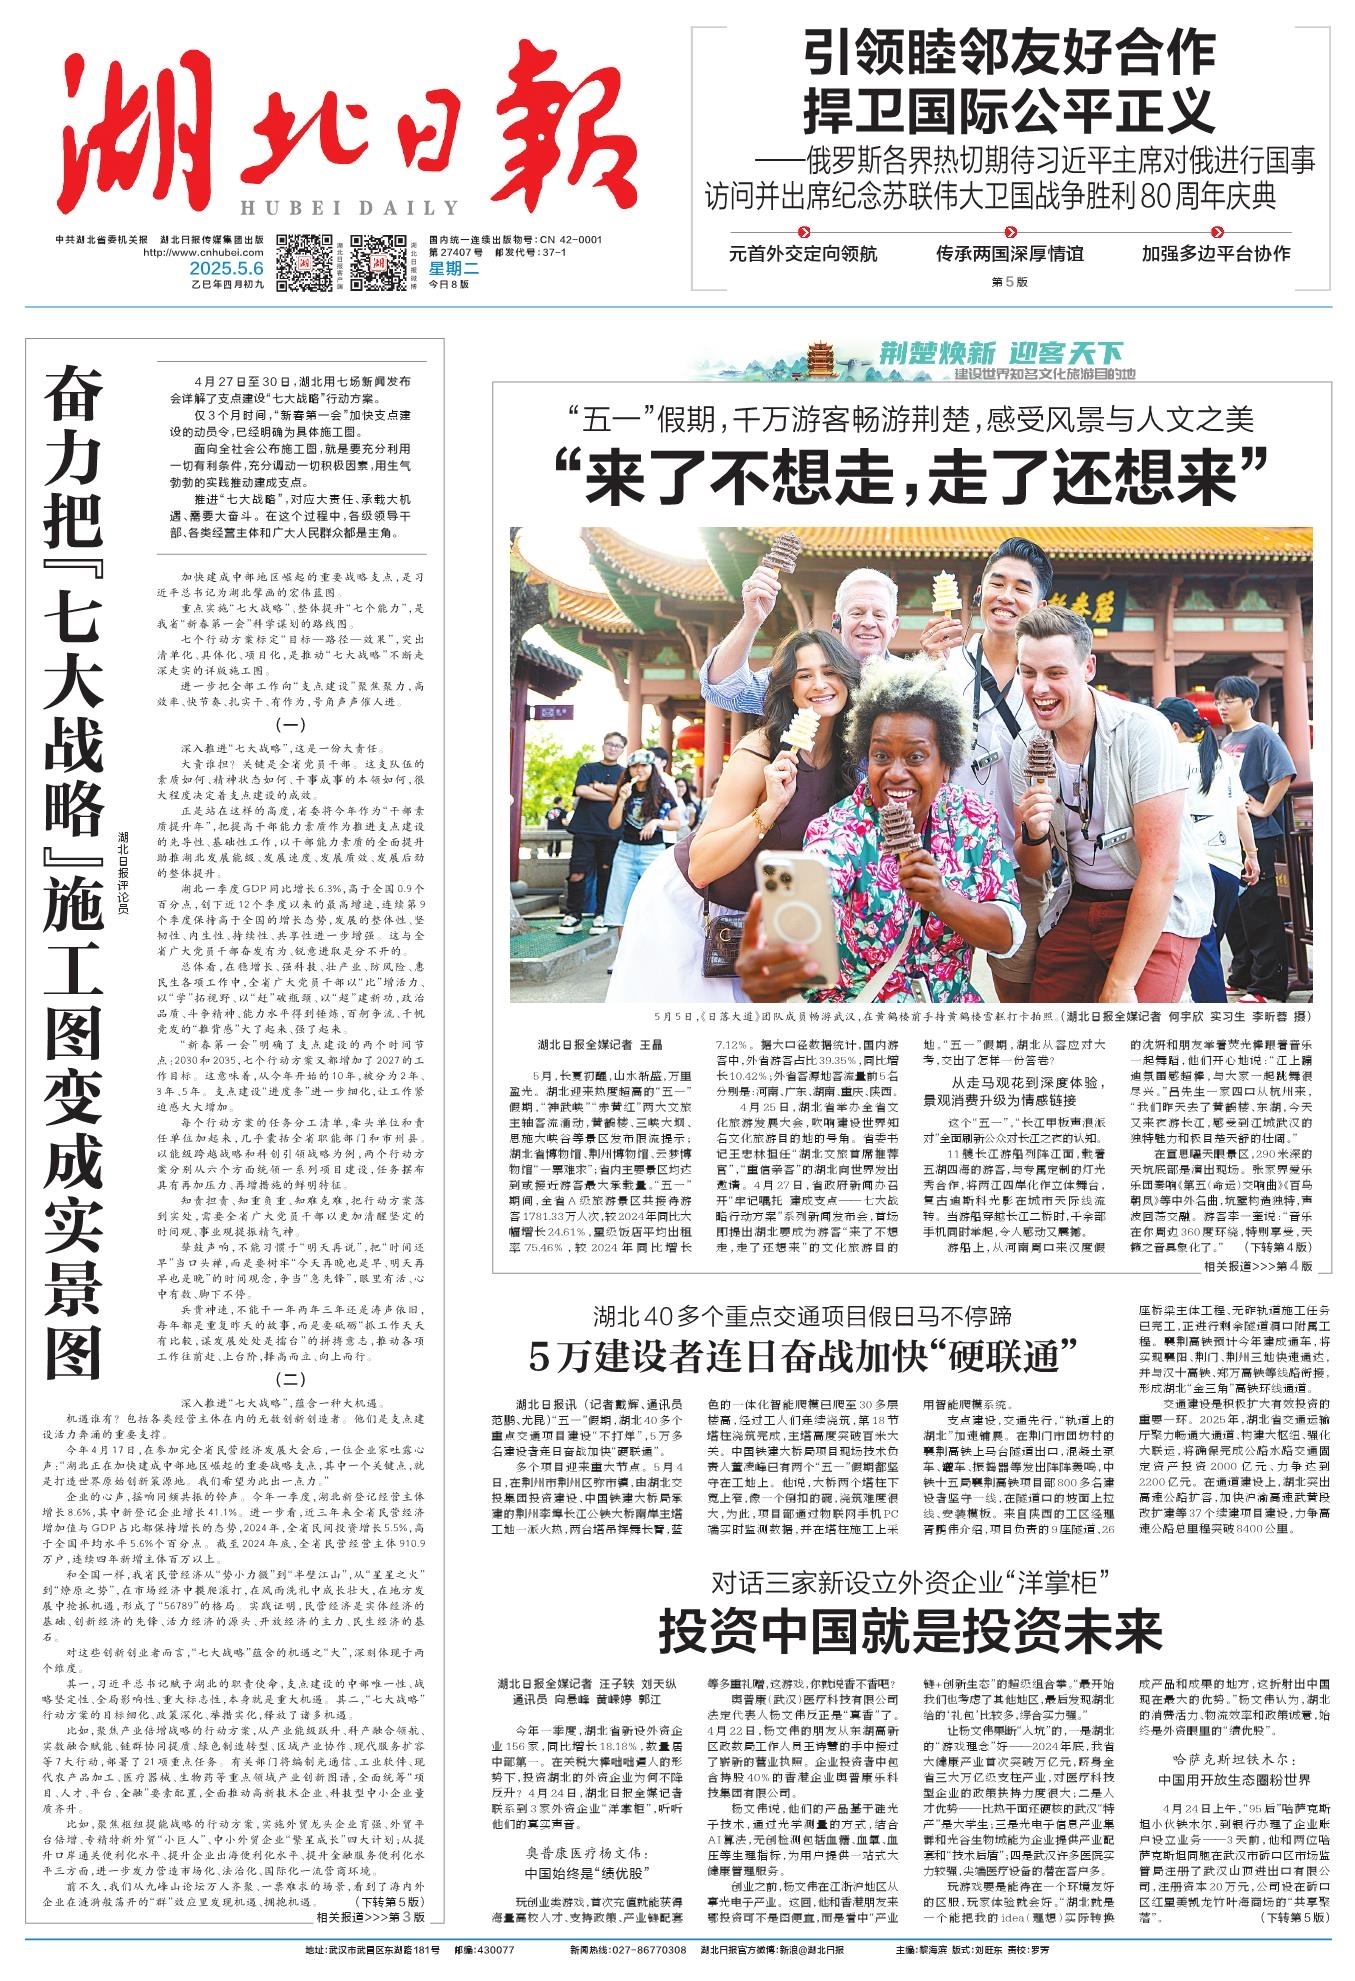 湖北日報
HUBEI DAILY
中共湖北省委机关报 湖北日报传媒集团出版
http://www.cnhubei.com
2025.5.6
乙巳年四月初九
湖北日报客户端
湖北日报微博
国内统一连续出版物号:CN 42-0001
第27407号 邮发代号:37-1
星期二
今日8版
引领睦邻友好合作
捍卫国际公平正义
——俄罗斯各界热切期待习近平主席对俄进行国事
访问并出席纪念苏联伟大卫国战争胜利80周年庆典
元首外交定向领航 传承两国深厚情谊 加强多边平台协作
第5版
奋力把『七大战略』施工图变成实景图
湖北日报评论员
4月27日至30日,湖北用七场新闻发布
会详解了支点建设“七大战略”行动方案。
仅3个月时间,“新春第一会”加快支点建
设的动员令,已经明确为具体施工图。
面向全社会公布施工图,就是要充分利用
一切有利条件,充分调动一切积极因素,用生气
勃勃的实践推动建成支点。
推进“七大战略”,对应大责任、承载大机
遇、需要大奋斗。在这个过程中,各级领导干
部、各类经营主体和广大人民群众都是主角。
加快建成中部地区崛起的重要战略支点,是习
近平总书记为湖北擘画的宏伟蓝图。
重点实施“七大战略”、整体提升“七个能力”,是
我省“新春第一会”科学谋划的路线图。
七个行动方案标定“目标—路径—效果”,突出
清单化、具体化、项目化,是推动“七大战略”不断走
深走实的详版施工图。
进一步把全部工作向“支点建设”聚焦聚力,高
效率、快节奏、扎实干、有作为,号角声声催人进。
(一)
深入推进“七大战略”,这是一份大责任。
大责谁担?关键是全省党员干部。这支队伍的
素质如何、精神状态如何、干事成事的本领如何,很
大程度决定着支点建设的成效。
正是站在这样的高度,省委将今年作为“干部素
质提升年”,把提高干部能力素质作为推进支点建设
的先导性、基础性工作,以干部能力素质的全面提升
助推湖北发展能级、发展速度、发展质效、发展后劲
的整体提升。
湖北一季度GDP同比增长6.3%,高于全国0.9个
百分点,创下近12个季度以来的最高增速,连续第9
个季度保持高于全国的增长态势,发展的整体性、坚
韧性、内生性、持续性、共享性进一步增强。这与全
省广大党员干部奋发有为、锐意进取是分不开的。
总体看,在稳增长、强科技、壮产业、防风险、惠
民生各项工作中,全省广大党员干部以“比”增活力、
以“学”拓视野、以“赶”破瓶颈、以“超”建新功,政治
品质、斗争精神、能力水平得到锤炼,百舸争流、千帆
竞发的“推背感”大了起来、强了起来。
“新春第一会”明确了支点建设的两个时间节
点:2030和2035,七个行动方案又都增加了2027的工
作目标。这意味着,从今年开始的10年,被分为2年、
3年、5年。支点建设“进度条”进一步细化,让工作紧
迫感大大增加。
每个行动方案的任务分工清单,牵头单位和责
任单位加起来,几乎囊括全省职能部门和市州县。
以能级跨越战略和科创引领战略为例,两个行动方
案分别从六个方面统领一系列项目建设,任务摆布
具有再加压力、再增措施的鲜明特征。
知责担责、知重负重、知难克难,把行动方案落
到实处,需要全省广大党员干部以更加清醒坚定的
时间观、事业观提振精气神。
鼙鼓声响,不能习惯于“明天再说”,把“时间还
早”当口头禅,而是要树牢“今天再晚也是早、明天再
早也是晚”的时间观念,争当“急先锋”,眼里有活、心
中有数、脚下不停。
兵贵神速,不能干一年两年三年还是涛声依旧,
每年都是重复昨天的故事,而是要砥砺“抓工作天天
有比较,谋发展处处是擂台”的拼搏意志,推动各项
工作往前赶、上台阶,择高而立、向上而行。
(二)
深入推进“七大战略”,蕴含一种大机遇。
机遇谁有?包括各类经营主体在内的无数创新创造者。他们是支点建
设活力奔涌的重要支撑。
今年4月17日,在参加完全省民营经济发展大会后,一位企业家吐露心
声:“湖北正在加快建成中部地区崛起的重要战略支点,其中一个关键点,就
是打造世界原始创新策源地。我们希望为此出一点力。”
企业的心声,摇响同频共振的铃声。今年一季度,湖北新登记经营主体
增长8.6%,其中新登记企业增长41.1%。进一步看,近三年来全省民营经济
增加值与GDP占比都保持增长的态势,2024年,全省民间投资增长5.5%,高
于全国平均水平5.6%个百分点。截至2024年底,全省民营经济主体910.9
万户,连续四年新增主体百万以上。
和全国一样,我省民营经济从“势小力微”到“半壁江山”,从“星星之火”
到“燎原之势”,在市场经济中摸爬滚打,在风雨洗礼中成长壮大,在地方发
展中抢抓机遇,形成了“56789”的格局。实践证明,民营经济是实体经济的
基础、创新经济的先锋、活力经济的源头、开放经济的主力、民生经济的基
石。
对这些创新创业者而言,“七大战略”蕴含的机遇之“大”,深刻体现于两
个维度。
其一,习近平总书记赋予湖北的职责使命,支点建设的中部唯一性、战
略坚定性、全局影响性、重大标志性,本身就是重大机遇。其二,“七大战略”
行动方案的目标细化、政策深化、举措实化,释放了诸多机遇。
比如,聚焦产业倍增战略的行动方案,从产业能级跃升、科产融合领航、
实数融合赋能、链群协同提质、绿色制造转型、区域产业协作、现代服务扩容
等7大行动,部署了21项重点任务。有关部门将编制光通信、工业软件、现
代农产品加工、医疗器械、生物药等重点领域产业创新图谱,全面统筹“项
目、人才、平台、金融”要素配置,全面推动高新技术企业、科技型中小企业量
质齐升。
比如,聚焦枢纽提能战略的行动方案,实施外贸龙头企业育强、外贸平
台倍增、专精特新外贸“小巨人”、中小外贸企业“繁星成长”四大计划;从提
升口岸通关便利化水平、提升企业出海便利化水平、提升金融服务便利化水
平三方面,进一步发力营造市场化、法治化、国际化一流营商环境。
前不久,我们从九峰山论坛万人齐聚、一票难求的场景,看到了海内外
企业在涟漪般荡开的“群”效应里发现机遇、拥抱机遇。 (下转第5版)
相关报道>>>第3版
荆楚焕新 迎客天下
建设世界知名文化旅游目的地
“五一”假期,千万游客畅游荆楚,感受风景与人文之美
“来了不想走,走了还想来”
5月5日,《日落大道》团队成员畅游武汉,在黄鹤楼前手持黄鹤楼雪糕打卡拍照。(湖北日报全媒记者 何宇欣 实习生 李昕蓉 摄)
湖北日报全媒记者 王晶
5月,长夏初醒,山水新盛,万里
盈光。湖北迎来热度超高的“五一”
假期,“神武峡”“赤黄红”两大文旅
主轴客流涌动,黄鹤楼、三峡大坝、
恩施大峡谷等景区发布限流提示;
湖北省博物馆、荆州博物馆、云梦博
物馆“一票难求”;省内主要景区均达
到或接近游客最大承载量。“五一”
期间,全省A级旅游景区共接待游
客1781.33万人次,较2024年同比大
幅增长24.61%,星级饭店平均出租
率75.46%,较2024年同比增长
7.12%。据大口径数据统计,国内游
客中,外省游客占比39.35%,同比增
长10.42%;外省客源地客流量前5名
分别是:河南、广东、湖南、重庆、陕西。
4月25日,湖北省举办全省文
化旅游发展大会,吹响建设世界知
名文化旅游目的地的号角。省委书
记王忠林担任“湖北文旅首席推荐
官”,“重信亲客”的湖北向世界发出
邀请。4月27日,省政府新闻办召
开“牢记嘱托 建成支点——七大战
略行动方案”系列新闻发布会,首场
即提出湖北要成为游客“来了不想
走,走了还想来”的文化旅游目的
地。“五一”假期,湖北从容应对大
考,交出了怎样一份答卷?
从走马观花到深度体验,
景观消费升级为情感链接
这个“五一”,“长江甲板声浪派
对”全面刷新公众对长江之夜的认知。
11艘长江游船列阵江面,载着
五湖四海的游客,与专属定制的灯光
秀合作,将两江四岸化作立体舞台,
复古迪斯科光影在城市天际线流
转。当游船穿越长江二桥时,千余部
手机同时举起,令人感动又震撼。
游船上,从河南周口来汉度假
的沈妍和朋友举着荧光棒跟着音乐
一起舞蹈,他们开心地说:“江上蹦
迪氛围感超棒,与大家一起跳舞很
尽兴。”吕先生一家四口从杭州来,
“我们昨天去了黄鹤楼、东湖,今天
又来夜游长江,感受到江城武汉的
独特魅力和极目楚天舒的壮阔。”
在宣恩曜天眼景区,290米深的
天坑底部是演出现场。张家界爱乐
乐团奏响《第五(命运)交响曲》《百鸟
朝凤》等中外名曲,坑壁构造独特,声
波回荡交融。游客李一奎说:“音乐
在你周边360度环绕,特别享受,天
籁之音具象化了。” (下转第4版)
相关报道>>>第4版
湖北40多个重点交通项目假日马不停蹄
5万建设者连日奋战加快“硬联通”
湖北日报讯(记者戴辉、通讯员
范鹏、尤昆)“五一”假期,湖北40多个
重点交通项目建设“不打烊”,5万多
名建设者连日奋战加快“硬联通”。
多个项目迎来重大节点。5月4
日,在荆州市荆州区弥市镇,由湖北交
投集团投资建设、中国铁建大桥局承
建的荆州李埠长江公铁大桥南岸主塔
工地一派火热,两台塔吊挥舞长臂,蓝
色的一体化智能爬模已爬至30多层
楼高,经过工人们连续浇筑,第18节
塔柱浇筑完成,主塔高度突破百米大
关。中国铁建大桥局项目现场技术负
责人董凌峰已有两个“五一”假期都坚
守在工地上。他说,大桥两个塔柱下
宽上窄,像一个倒扣的碗,浇筑难度很
大,为此,项目部通过物联网手机PC
端实时监测数据,并在塔柱施工上采
用智能爬模系统。
支点建设,交通先行,“轨道上的
湖北”加速铺展。在荆门市团坊村的
襄荆高铁上马台隧道出口,混凝土泵
车、罐车、振捣器等发出阵阵轰鸣,中
铁十五局襄荆高铁项目部800多名建
设者坚守一线,在隧道口的坡面上拉
线、安装模板。来自陕西的工区经理
胥鹏伟介绍,项目负责的9座隧道、26
座桥梁主体工程、无砟轨道施工任务
已完工,正进行剩余隧道洞口附属工
程。襄荆高铁预计今年建成通车,将
实现襄阳、荆门、荆州三地快速通达,
并与汉十高铁、郑万高铁等线路衔接,
形成湖北“金三角”高铁环线通道。
交通建设是积极扩大有效投资的
重要一环。2025年,湖北省交通运输
厅聚力畅通大通道、构建大枢纽、强化
大联运,将确保完成公路水路交通固
定资产投资2000亿元、力争达到
2200亿元。在通道建设上,湖北突出
高速公路扩容,加快沪渝高速武黄段
改扩建等37个续建项目建设,力争高
速公路总里程突破8400公里。
对话三家新设立外资企业“洋掌柜”
投资中国就是投资未来
湖北日报全媒记者 汪子轶 刘天纵
通讯员 向慧峰 黄嵘婷 郭江
今年一季度,湖北省新设外资企
业156家,同比增长18.18%,数量居
中部第一。在关税大棒咄咄逼人的形
势下,投资湖北的外资企业为何不降
反升?4月24日,湖北日报全媒记者
联系到3家外资企业“洋掌柜”,听听
他们的真实声音。
奥普康医疗杨文伟:
中国始终是“绩优股”
玩创业类游戏,首次充值就能获得
海量高校人才、支持政策、产业链配套
等多重礼赠,这游戏,你就说香不香吧?
奥普康(武汉)医疗科技有限公司
法定代表人杨文伟反正是“真香”了。
4月22日,杨文伟的朋友从东湖高新
区政数局工作人员王诗慧的手中接过
了崭新的营业执照。企业投资者中包
含持股40%的香港企业奥普康乐科
技集团有限公司。
杨文伟说,他们的产品基于硅光
子技术,通过光学测量的方式,结合
AI算法,无创检测包括血糖、血氧、血
压等生理指标,为用户提供一站式大
健康管理服务。
创业之前,杨文伟在江浙沪地区从
事光电子产业。这回,他和香港朋友来
鄂投资可不是图便宜,而是看中“产业
链+创新生态”的超级组合拳。“最开始
我们也考虑了其他地区,最后发现湖北
给的‘礼包’比较多,综合实力强。”
让杨文伟果断“入坑”的,一是湖北
的“游戏理念”好——2024年底,我省
大健康产业首次突破万亿元,跻身全
省三大万亿级支柱产业,对医疗科技
型企业的政策扶持力度很大;二是人
才优势——比热干面还硬核的武汉“特
产”是大学生;三是光电子信息产业集
群和光谷生物城能为企业提供产业配
套和“技术后盾”;四是武汉许多医院实
力较强,尖端医疗设备的潜在客户多。
玩游戏要是能待在一个环境友好
的区服,玩家体验就会好。“湖北就是
一个能把我的idea(理想)实际转换
成产品和成果的地方,这折射出中国
现在最大的优势。”杨文伟认为,湖北
的消费活力、物流效率和政策诚意,始
终是外资眼里的“绩优股”。
哈萨克斯坦铁木尔:
中国用开放生态圈粉世界
4月24日上午,“95后”哈萨克斯
坦小伙铁木尔,到银行办理了企业账
户设立业务——3天前,他和两位哈
萨克斯坦同胞在武汉市硚口区市场监
管局注册了武汉山顶进出口有限公
司,注册资本20万元,公司设在硚口
区红星美凯龙竹叶海商场的“共享聚
落”。 (下转第5版)
地址:武汉市武昌区东湖路181号 邮编:430077 新闻热线:027-86770308 湖北日报官方微博:新浪@湖北日报 主编:黎海滨 版式:刘旺东 责校:罗芳